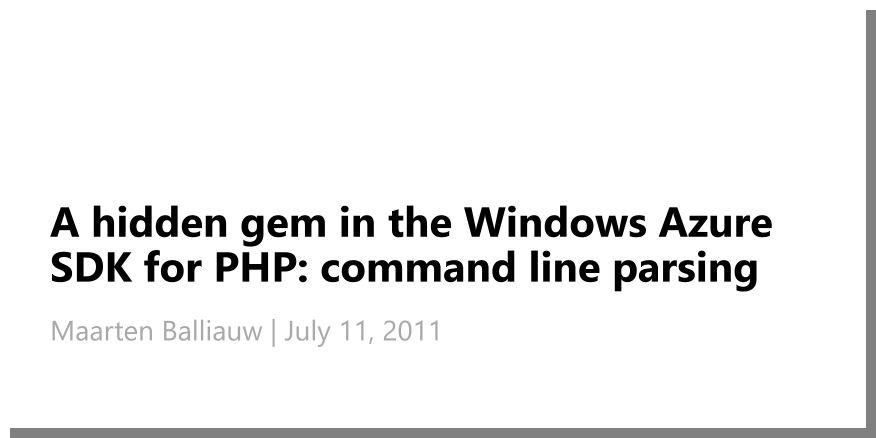 A hidden gem in the Windows Azure
SDK for PHP: command line parsing
Maarten Balliauw | July 11, 2011